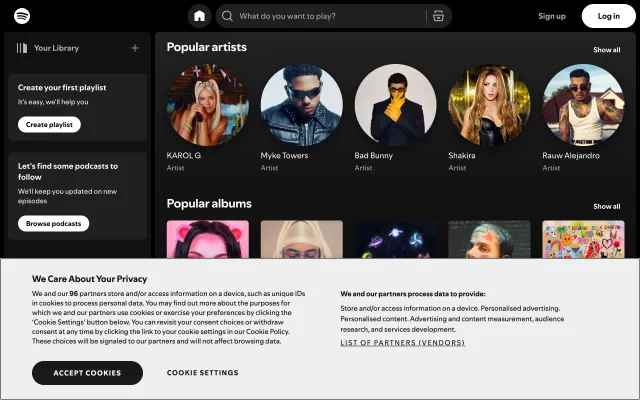 What do you want to play?
Sign up
Log in
Your Library
Create your first playlist
It's easy, we'll help you
Create playlist
Let's find some podcasts to
follow
We'll keep you updated on new
episodes
Browse podcasts
Popular artists
Show all
KAROL G
Myke Towers
Bad Bunny
Shakira
Rauw Alejandro
Artist
Artist
Artist
Artist
Artist
Popular albums
Show all
We Care About Your Privacy
We and our 96 partners store and/or access information on a device, such as unique IDs
in cookies to process personal data. You may find out more about the purposes for
which we and our partners use cookies or exercise your preferences by clicking the
'Cookie Settings' button below. You can revisit your consent choices or withdraw
consent at any time by clicking the link to your cookie settings in our Cookie Policy.
These choices will be signaled to our partners and will not affect browsing data.
We and our partners process data to provide:
Store and/or access information on a device. Personalised advertising.
Personalised content. Advertising and content measurement, audience
research, and services development.
LIST OF PARTNERS (VENDORS)
ACCEPT COOKIES
COOKIE SETTINGS